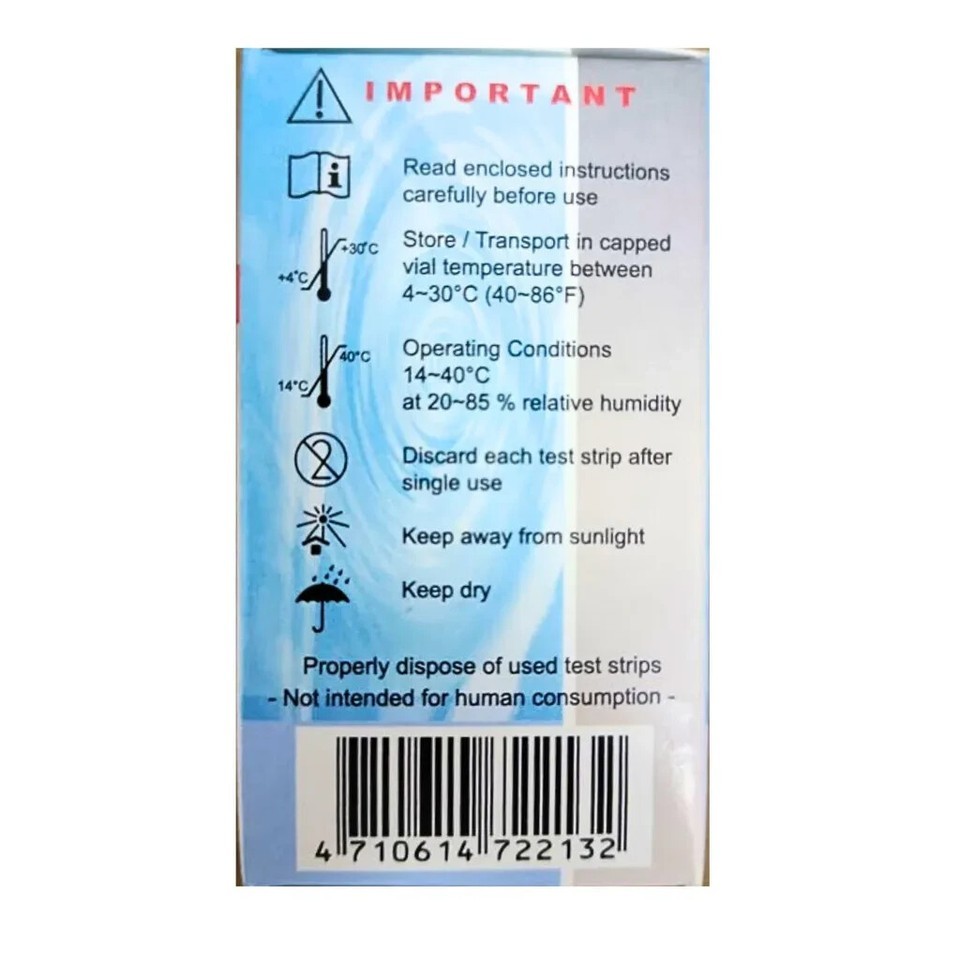 IMPORTANT
Read enclosed instructions
carefully before use
+30°C
+4°C
Store / Transport in capped
vial temperature between
4~30°C (40~86°F)
40°C
14°C
Operating Conditions
14~40°C
at 20~85 % relative humidity
2
Discard each test strip after
single use
Keep away from sunlight
Keep dry
Properly dispose of used test strips
- Not intended for human consumption -
4 710614 722132